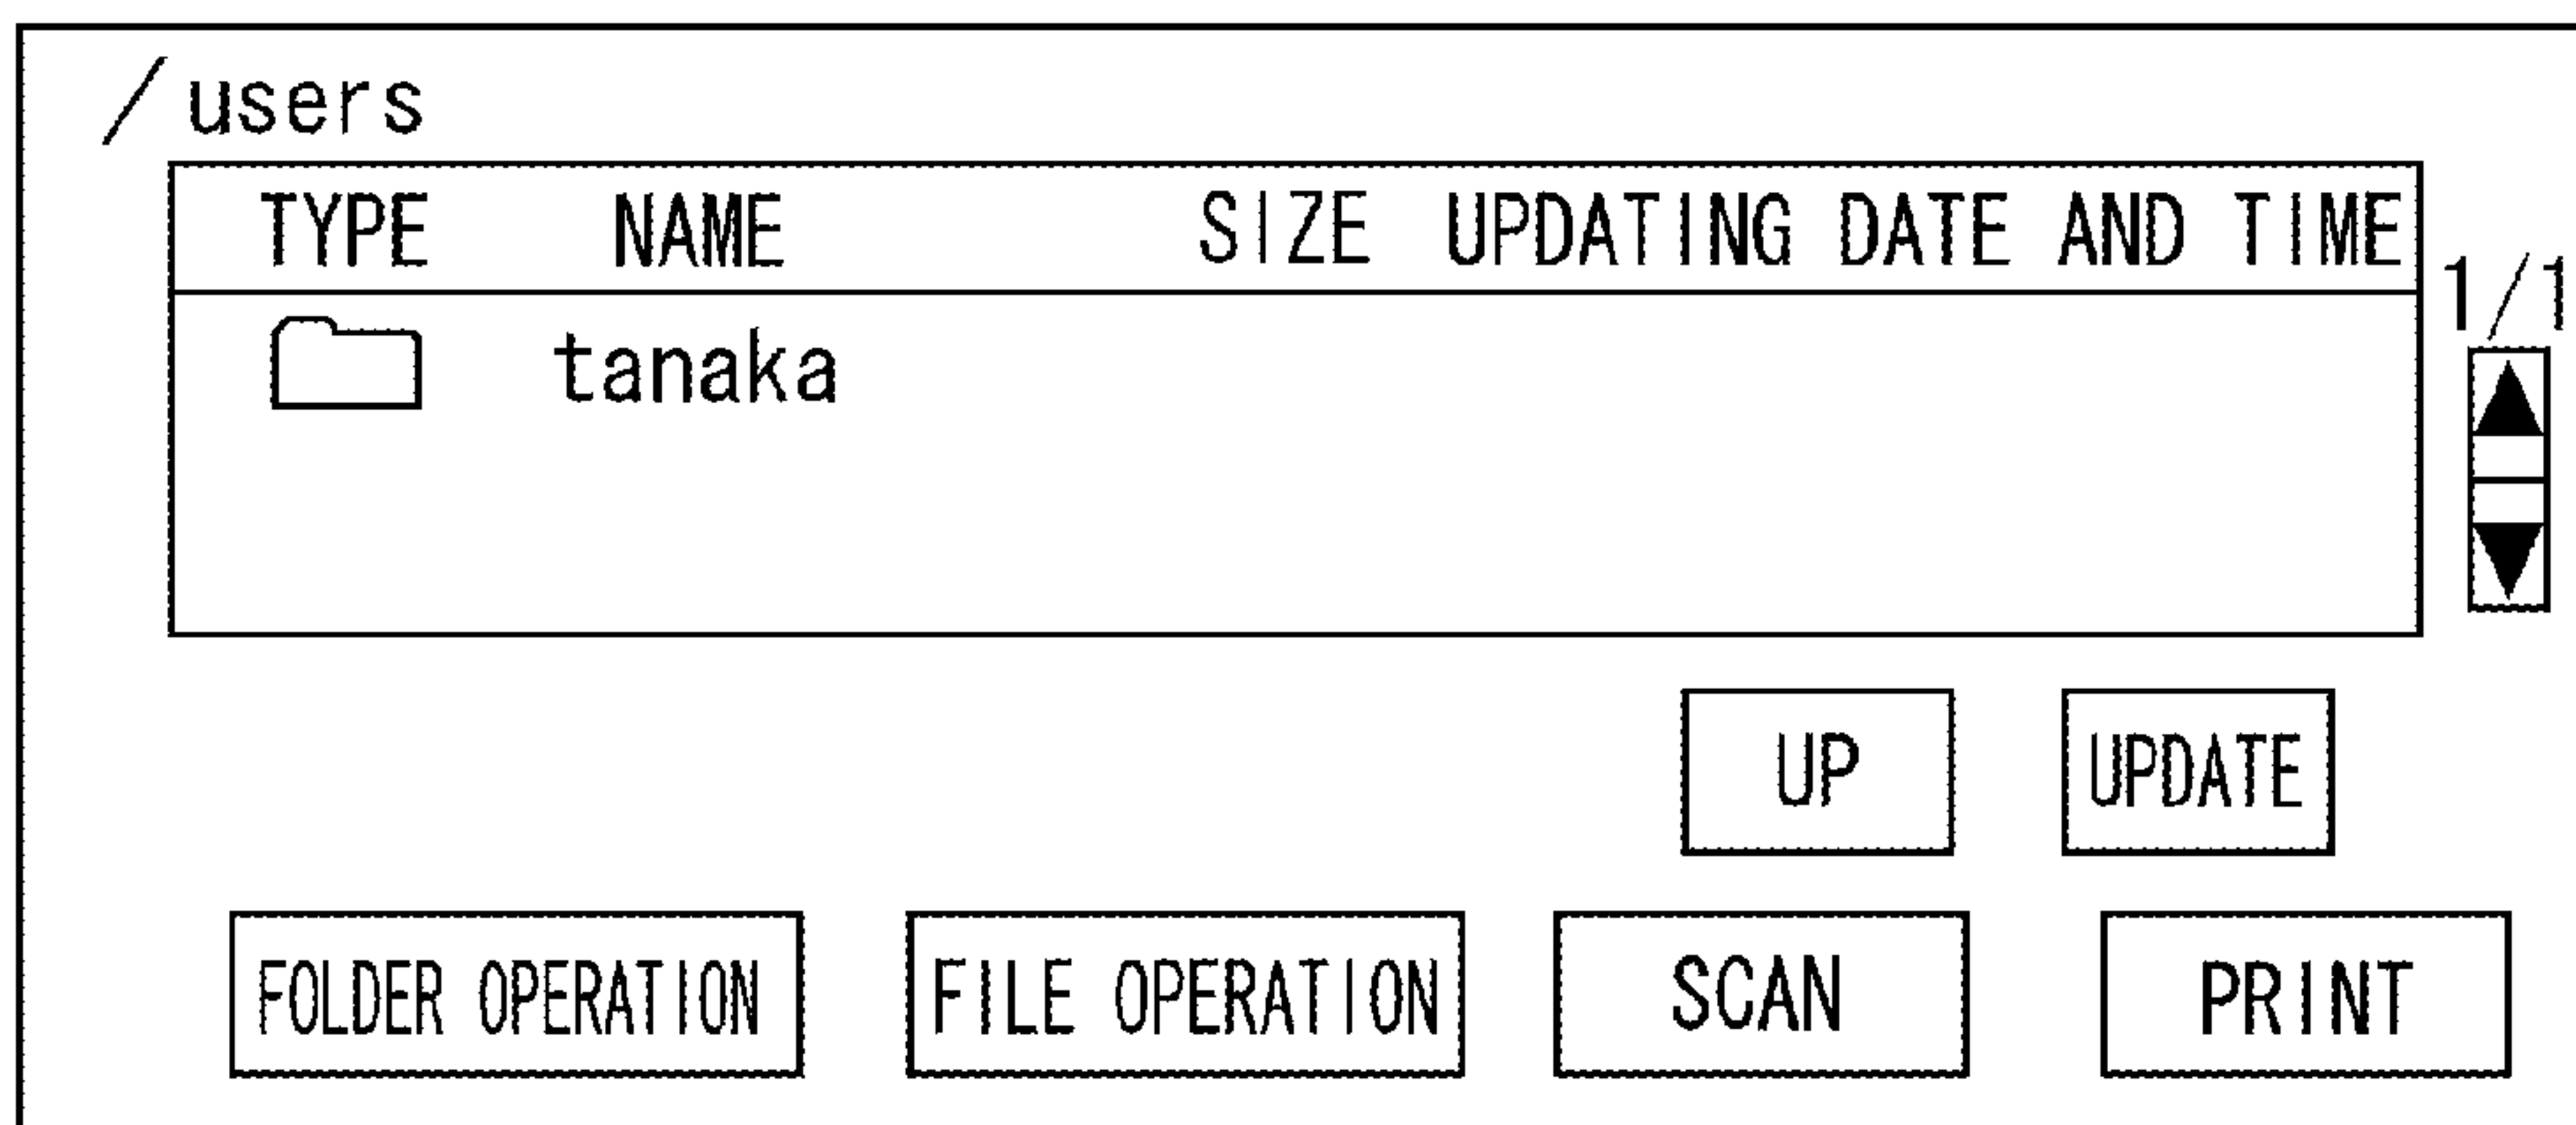 /users
TYPE NAME SIZE UPDATING DATE AND TIME
1/1
tanaka
UP UPDATE
FOLDER OPERATION FILE OPERATION SCAN PRINT